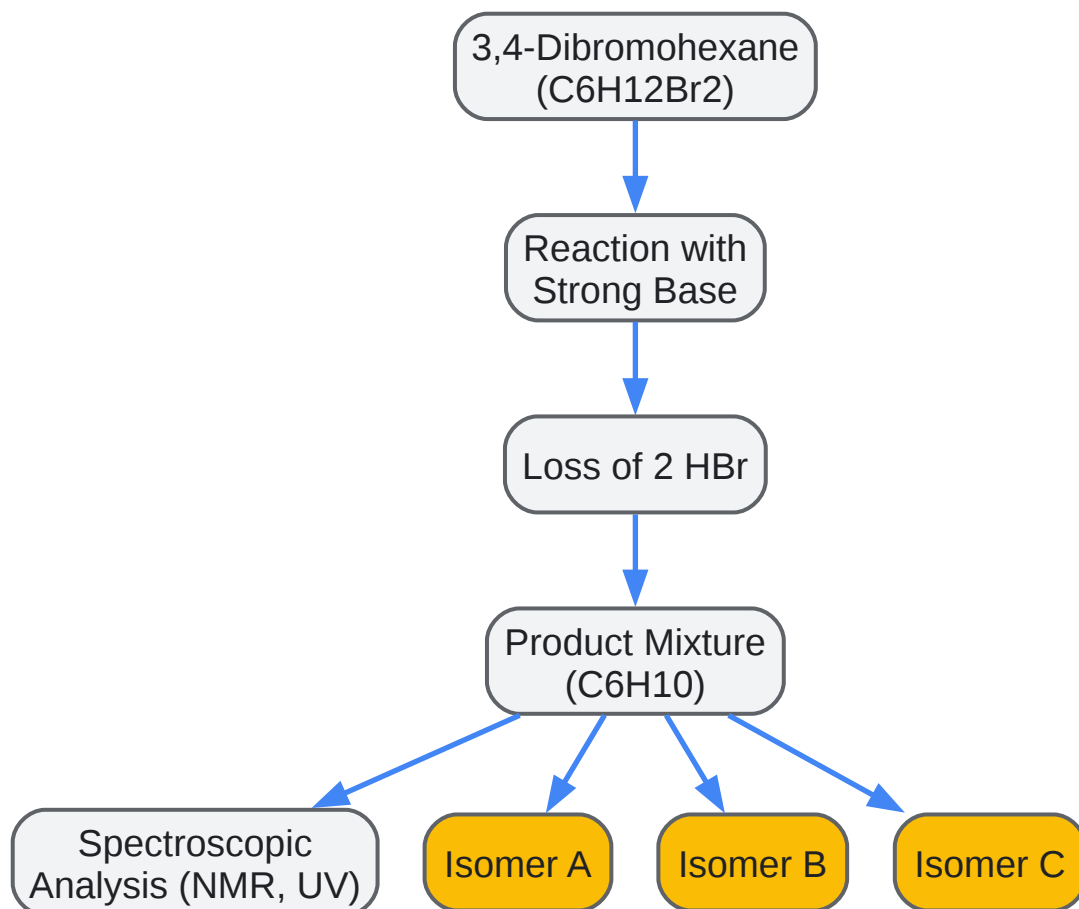 3,4-Dibromohexane
(C6H12Br2)
Reaction with
Strong Base
Loss of 2 HBr
Product Mixture
(C6H10)
Spectroscopic
Analysis (NMR, UV)
Isomer A
Isomer B
Isomer C